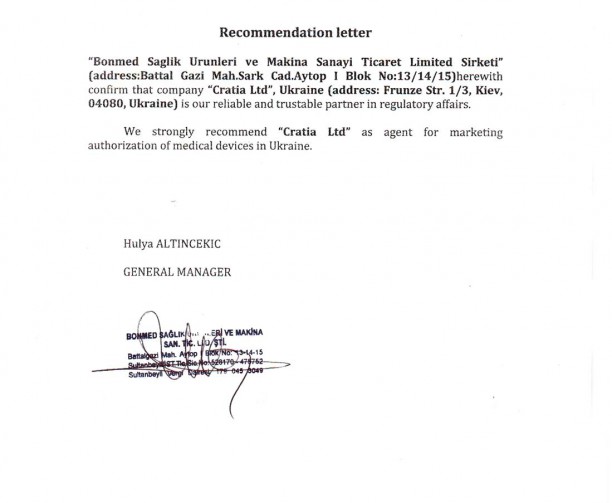 Recommendation letter
"Bonmed Saglik Urunleri ve Makina Sanayi Ticaret Limited Sirketi"
(address:Battal Gazi Mah.Sark Cad.Aytop I Blok No:13/14/15)herewith
confirm that company "Cratia Ltd", Ukraine (address: Frunze Str. 1/3, Kiev,
04080, Ukraine) is our reliable and trustable partner in regulatory affairs.
We strongly recommend "Cratia Ltd" as agent for marketing
authorization of medical devices in Ukraine.
Hulya ALTINCEKIC
GENERAL MANAGER
BONMED SAĞLIK VE MAKİNA
SAN. TİC. LTD. ŞTİ.
Battalgazi Mah. Aytop I Blok No: 13-14-15
Sultanbeyli
Sultanbeyli Vergi Dairesi 3049